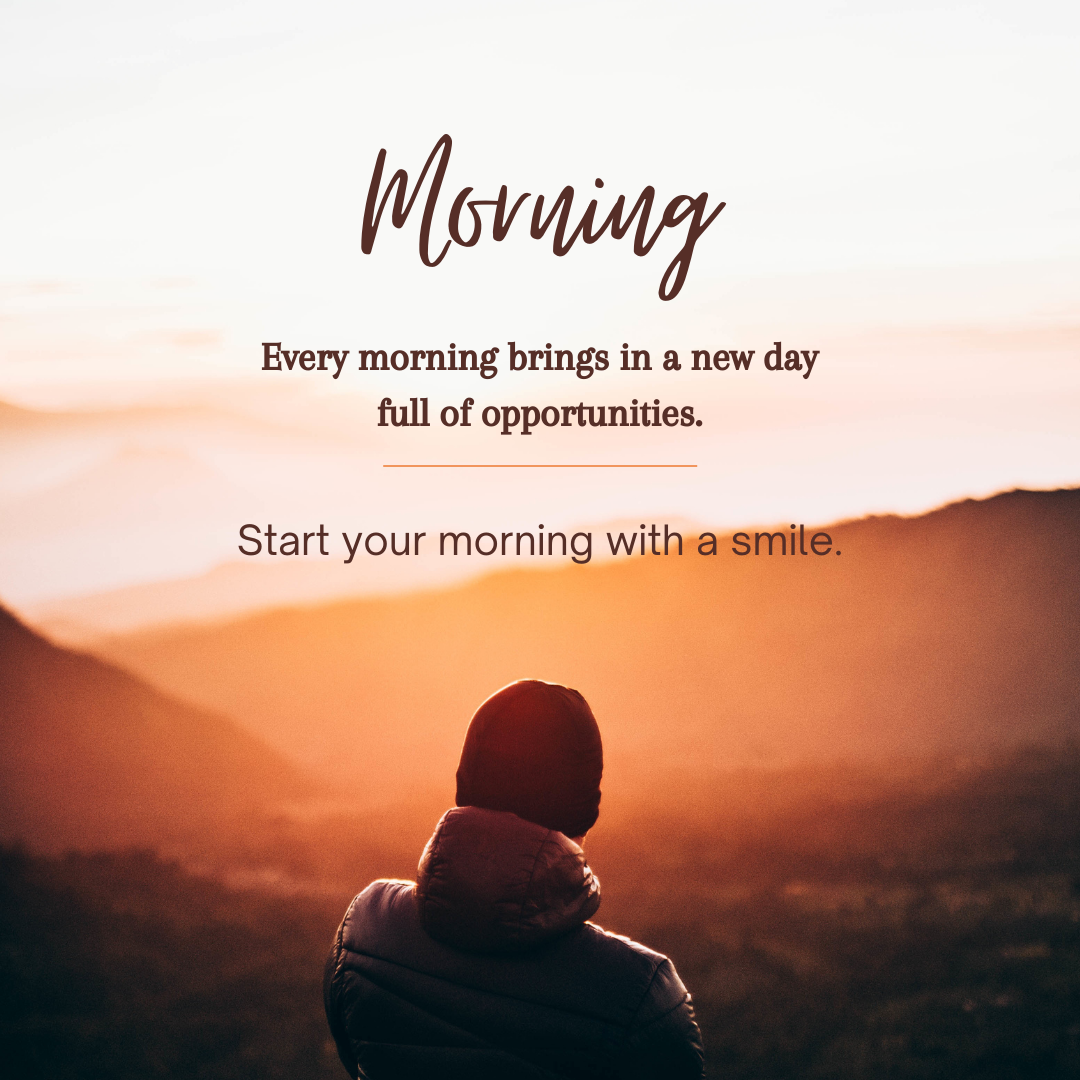 Morning
Every morning brings in a new day
full of opportunities.
Start your morning with a smile.